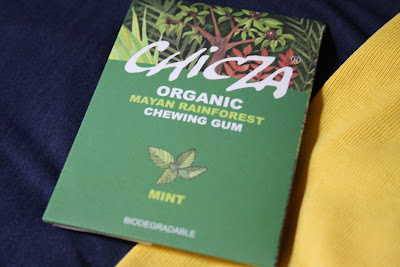 CHICZA®
ORGANIC
MAYAN RAINFOREST
CHEWING GUM
MINT
BIODEGRADABLE